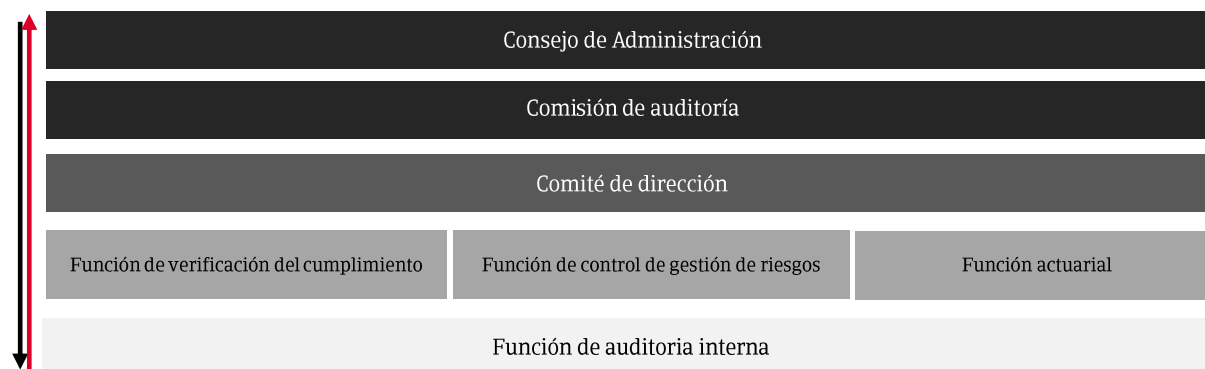 Consejo de Administración
Comisión de auditoría
Comité de dirección
Función de verificación del cumplimiento
Función de control de gestión de riesgos
Función actuarial
Función de auditoria interna